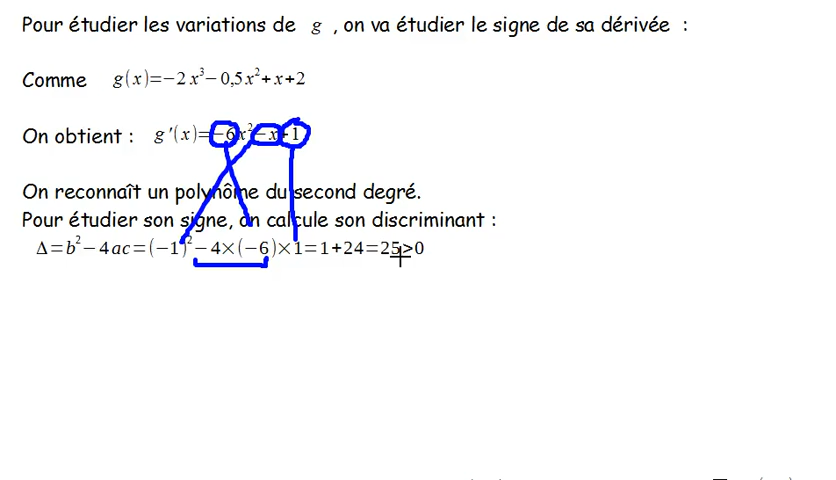 Pour étudier les variations de g , on va étudier le signe de sa dérivée :
Comme g(x)=−2x³−0,5x²+x+2
On obtient : g'(x)=−6x²−x+1
On reconnaît un polynôme du second degré.
Pour étudier son signe, on calcule son discriminant :
Δ=b²−4ac=(−1)²−4×(−6)×1=1+24=25>0